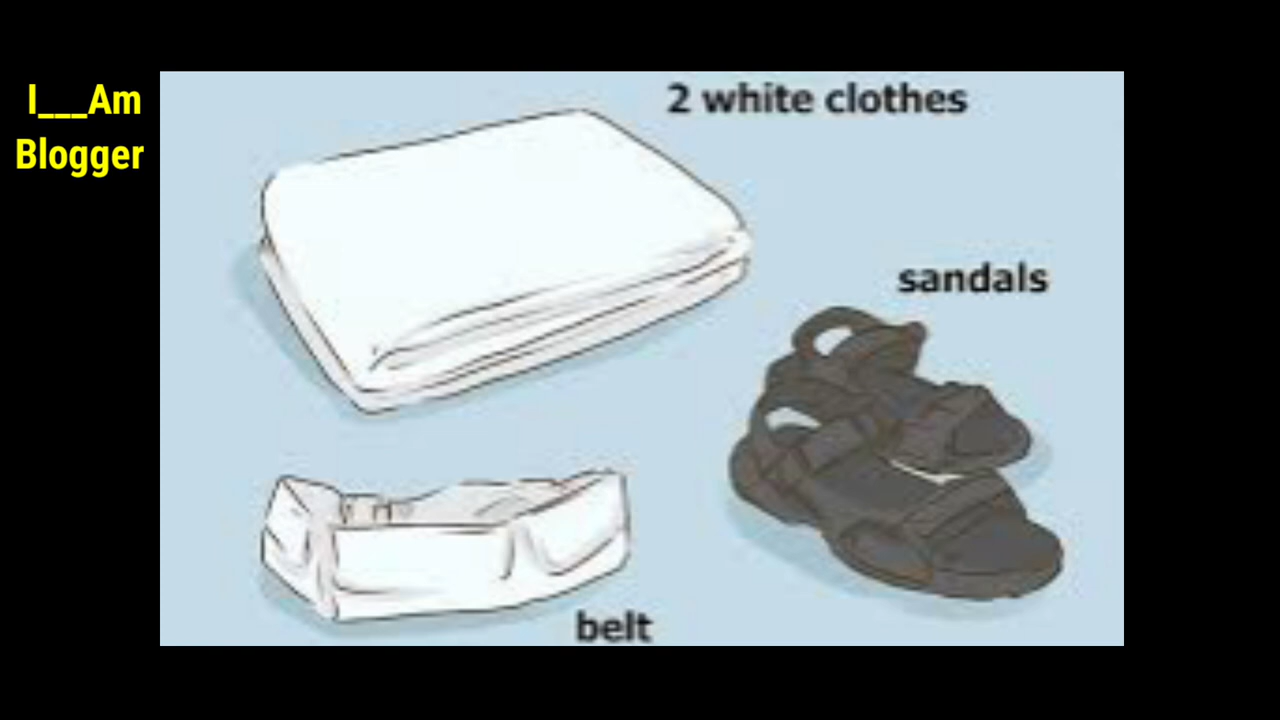 I___Am
Blogger
2 white clothes
sandals
belt